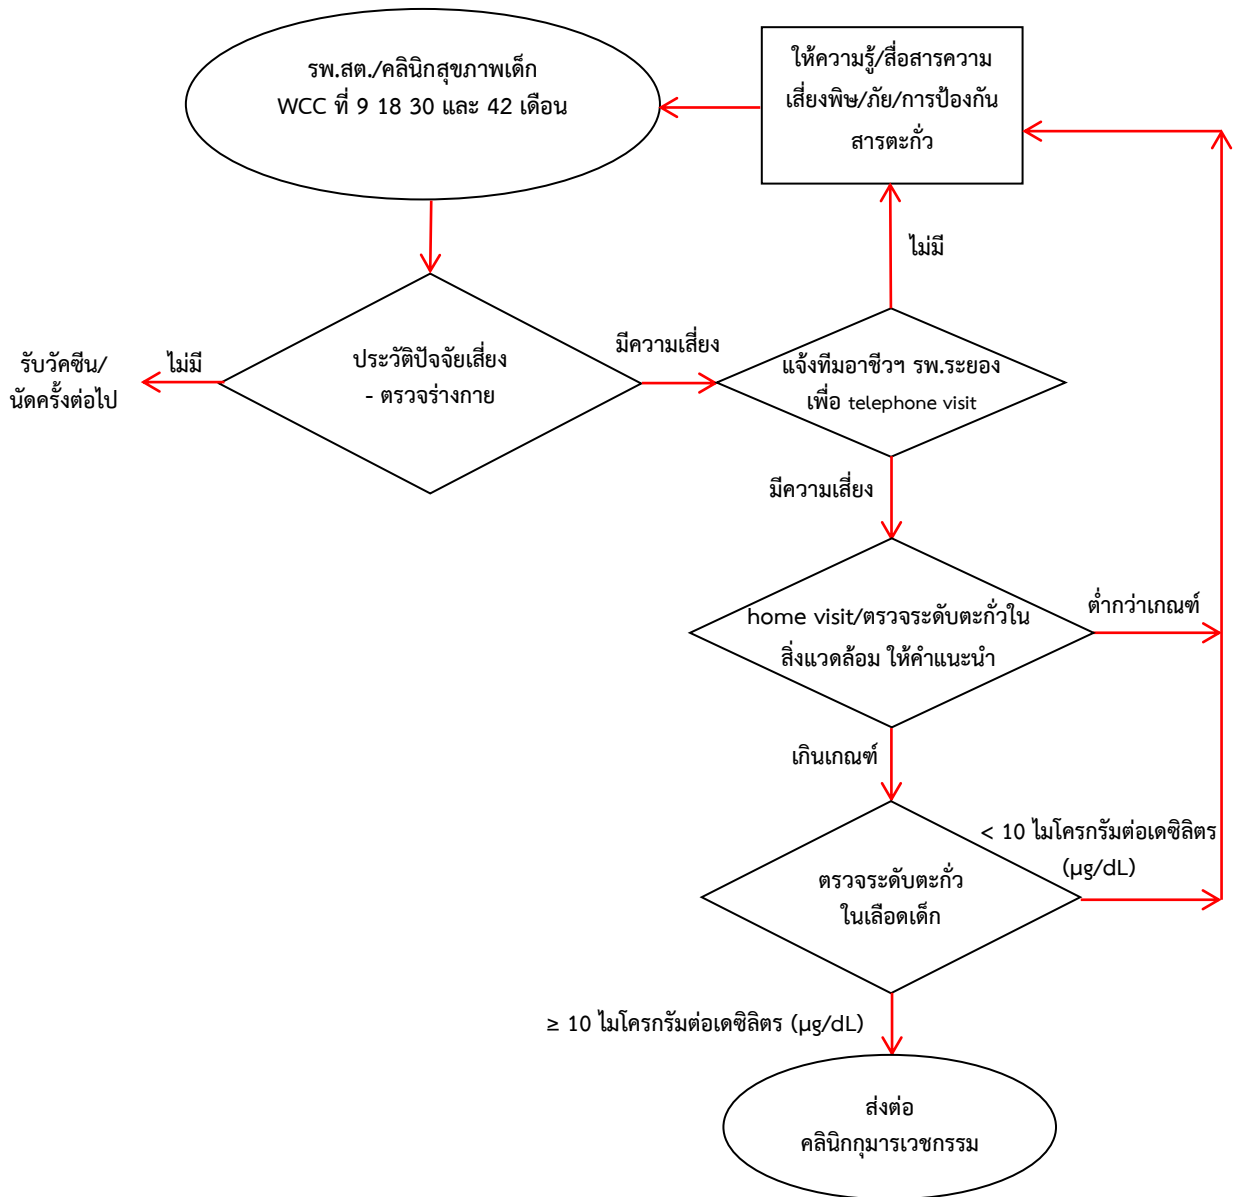 รพ.สต./คลินิกสุขภาพเด็ก
WCC ที่ 9 18 30 และ 42 เดือน
ให้ความรู้/สื่อสารความ
เสี่ยงพิษ/ภัย/การป้องกัน
สารตะกั่ว
ไม่มี
รับวัคซีน/
นัดครั้งต่อไป
ไม่มี
ประวัติปัจจัยเสี่ยง
- ตรวจร่างกาย
มีความเสี่ยง
แจ้งทีมอาชีวฯ รพ.ระยอง
เพื่อ telephone visit
มีความเสี่ยง
home visit/ตรวจระดับตะกั่วใน
สิ่งแวดล้อม ให้คำแนะนำ
ต่ำกว่าเกณฑ์
เกินเกณฑ์
< 10 ไมโครกรัมต่อเดซิลิตร
(µg/dL)
ตรวจระดับตะกั่ว
ในเลือดเด็ก
≥ 10 ไมโครกรัมต่อเดซิลิตร (µg/dL)
ส่งต่อ
คลินิกกุมารเวชกรรม